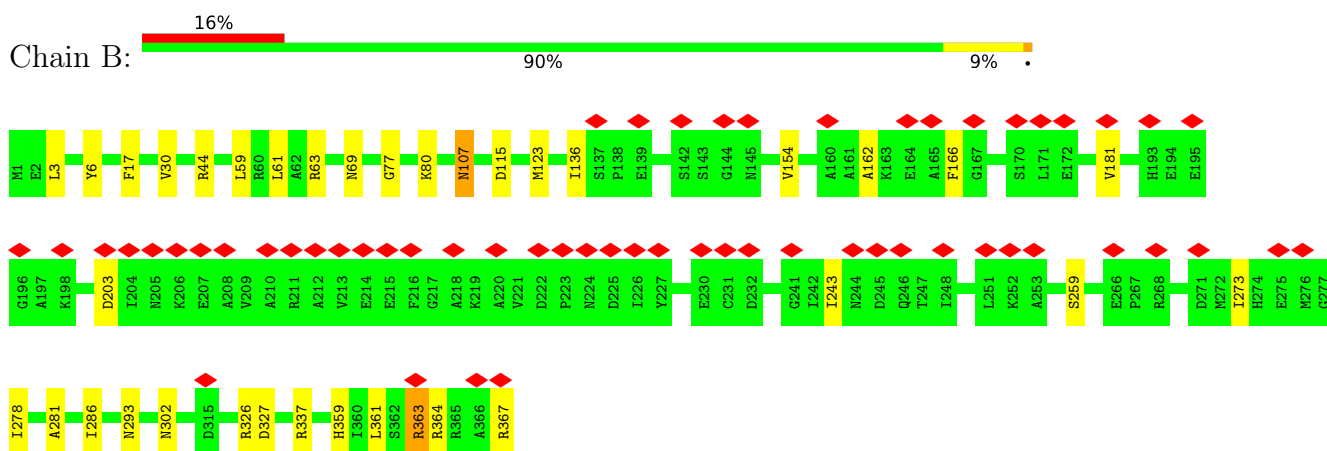 16%
Chain B:
90% 9% •
M1 E2 L3 Y6 F17 V30 R44 L59 R60 L61 A62 R63 N69 G77 K80 N107 D115 M123 I136 S137 P138 E139 S142 S143 G144 N145 V154 A160 A161 A162 K163 E164 A165 F166 G167 S170 L171 E172 V181 H193 E194 E195
G196 A197 K198 D203 I204 N205 K206 E207 A208 V209 A210 R211 A212 V213 E214 E215 F216 G217 A218 K219 A220 V221 D222 P223 N224 D225 I226 Y227 E230 C231 D232 G241 I242 I243 N244 D245 Q246 T247 I248 L251 K252 A253 S259 E266 P267 R268 D271 M272 I273 H274 E275 M276 G277
I278 A281 I286 N293 N302 D315 R326 D327 R337 H359 I360 L361 S362 R363 R364 R365 A366 R367